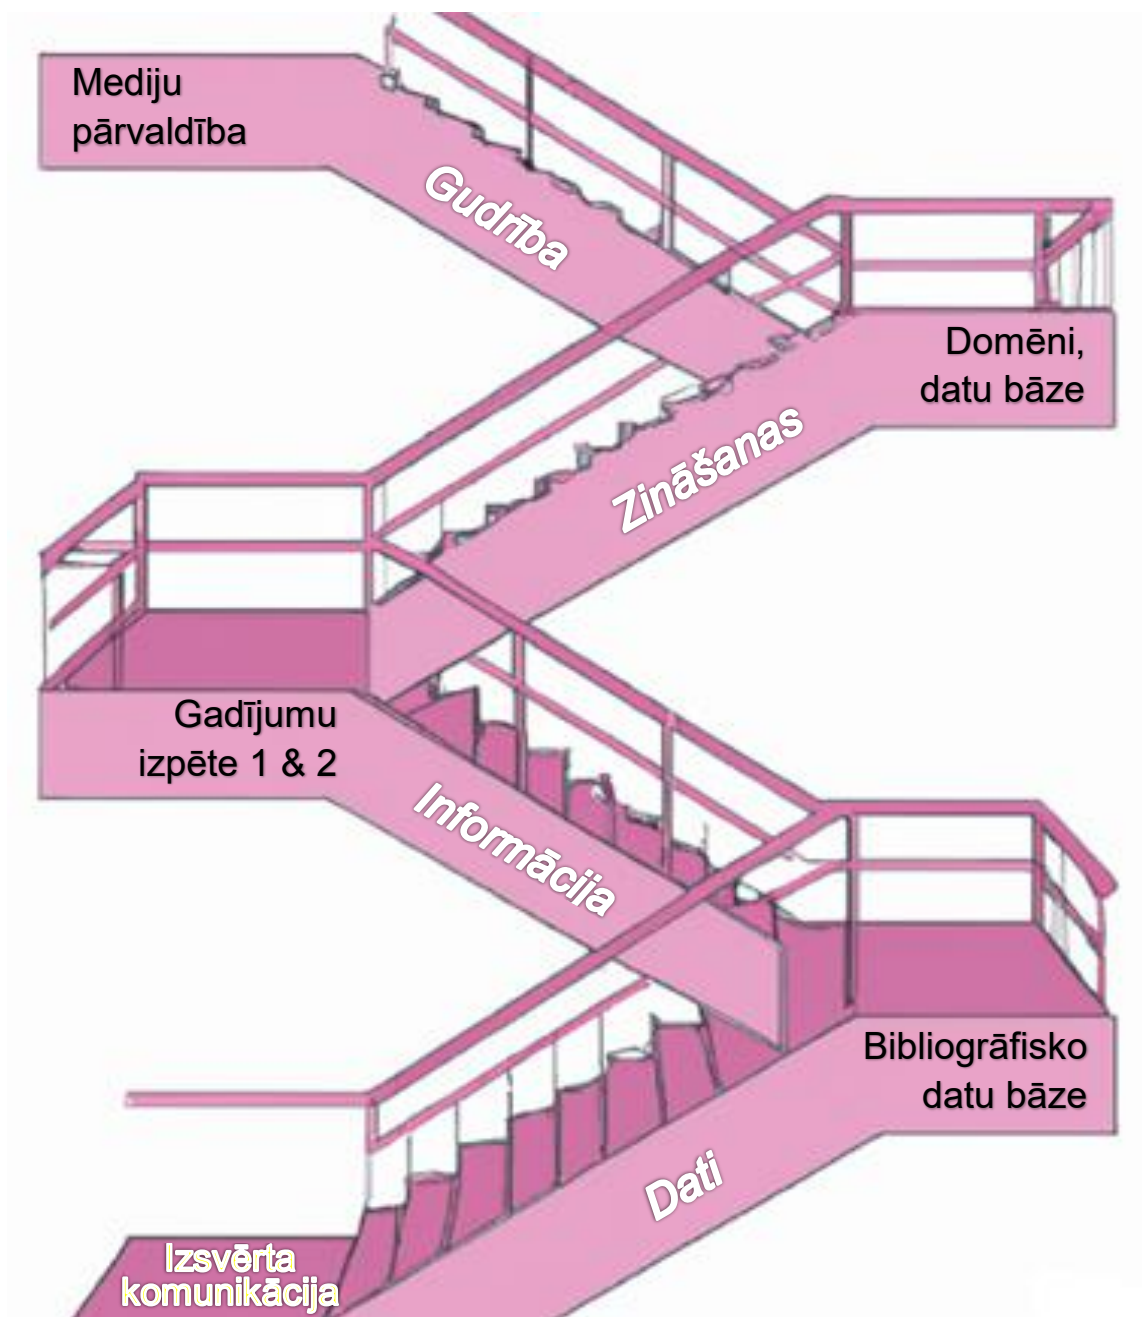 Mediju
pārvaldība
Gudrība
Domēni,
datu bāze
Zināšanas
Gadījumu
izpēte 1 & 2
Informācija
Bibliogrāfisko
datu bāze
Dati
Izsvērta
komunikācija